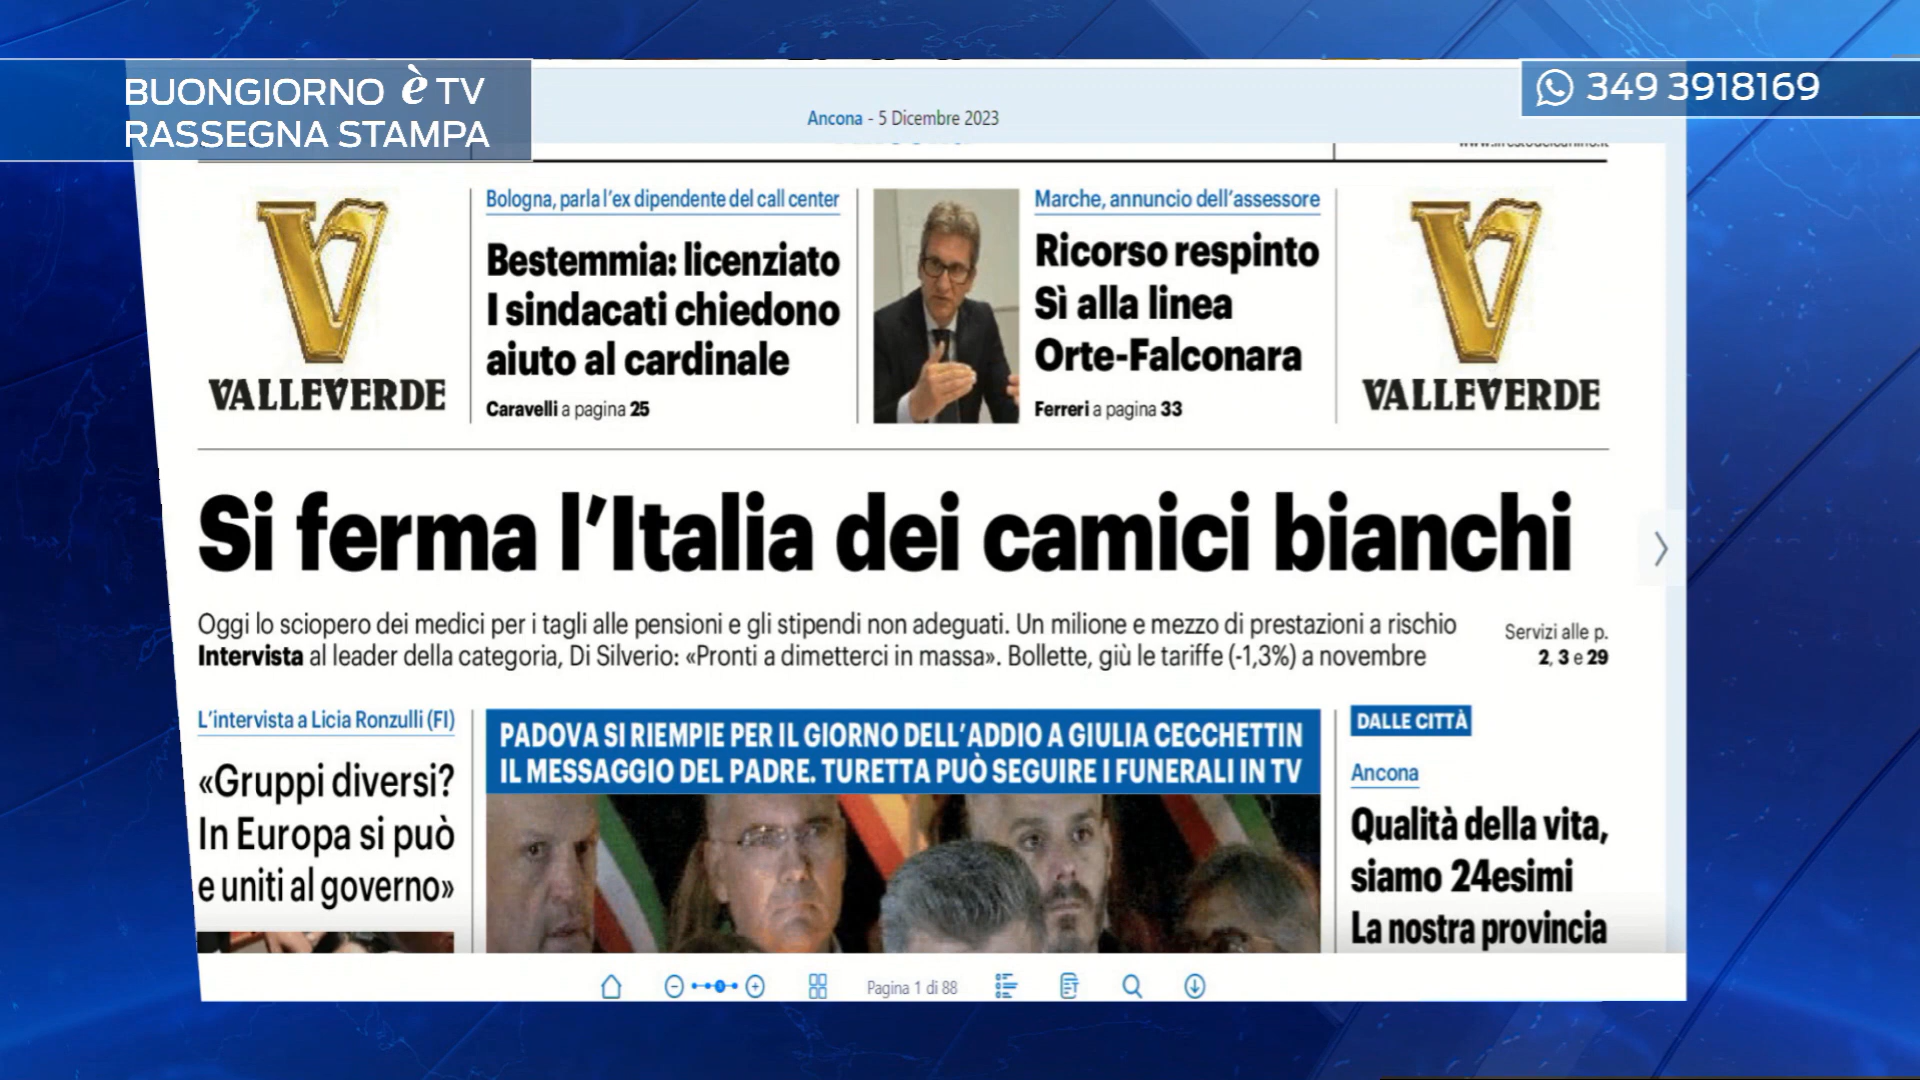 BUONGIORNO è TV
RASSEGNA STAMPA
349 3918169
Ancona - 5 Dicembre 2023
VALLEVERDE
Bologna, parla l'ex dipendente del call center
Bestemmia: licenziato
I sindacati chiedono
aiuto al cardinale
Caravelli a pagina 25
Marche, annuncio dell'assessore
Ricorso respinto
Sì alla linea
Orte-Falconara
Ferreri a pagina 33
VALLEVERDE
Si ferma l'Italia dei camici bianchi
Oggi lo sciopero dei medici per i tagli alle pensioni e gli stipendi non adeguati. Un milione e mezzo di prestazioni a rischio
Intervista al leader della categoria, Di Silverio: «Pronti a dimetterci in massa». Bollette, giù le tariffe (-1,3%) a novembre
Servizi alle p.
2, 3 e 29
L'intervista a Licia Ronzulli (FI)
«Gruppi diversi?
In Europa si può
e uniti al governo»
PADOVA SI RIEMPIE PER IL GIORNO DELL'ADDIO A GIULIA CECCHETTIN
IL MESSAGGIO DEL PADRE. TURETTA PUÒ SEGUIRE I FUNERALI IN TV
DALLE CITTÀ
Ancona
Qualità della vita,
siamo 24esimi
La nostra provincia
Pagina 1 di 88